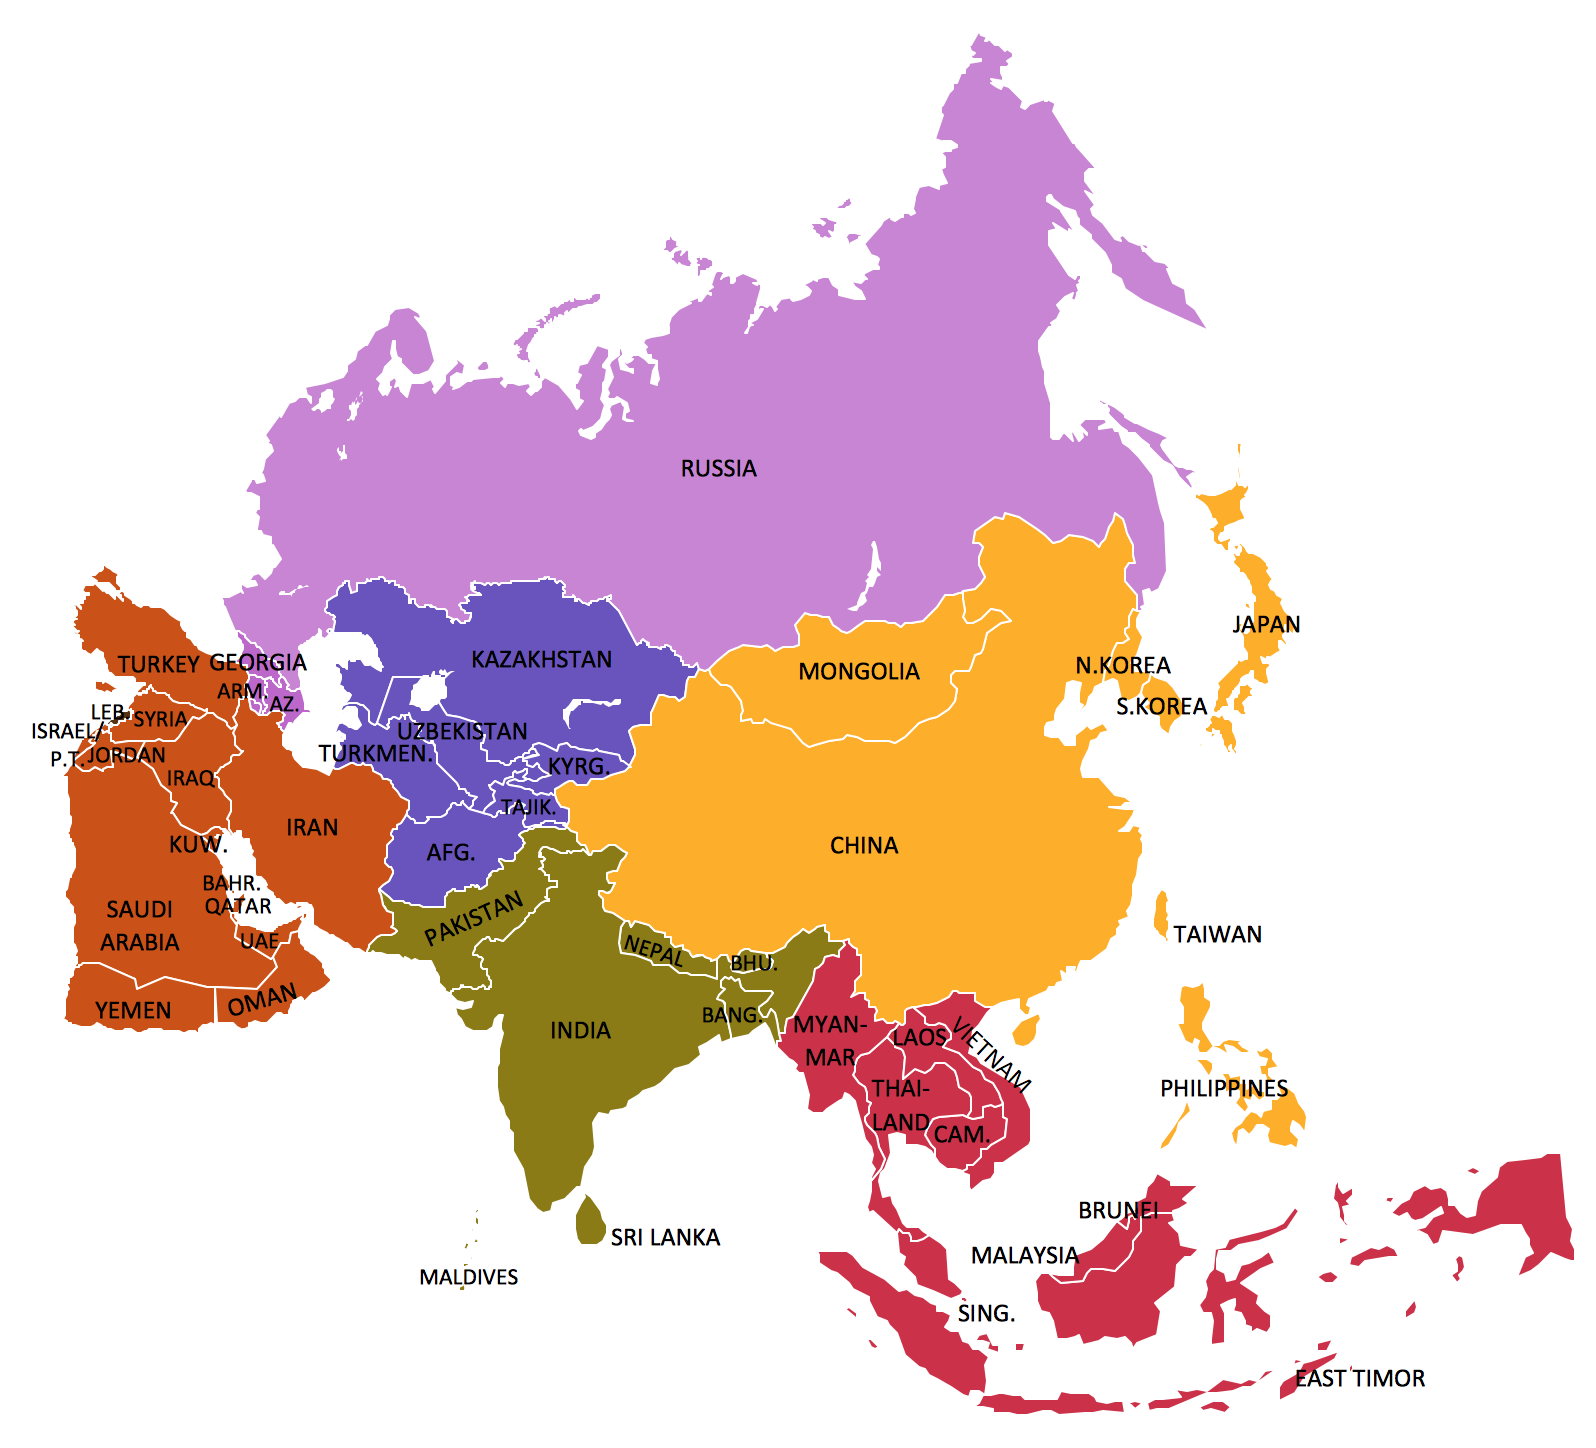 RUSSIA
JAPAN
TURKEY
GEORGIA
KAZAKHSTAN
MONGOLIA
N.KOREA
ARM.
AZ.
S.KOREA
LEB.
SYRIA
ISRAEL/
P.T.
UZBEKISTAN
TURKMEN.
JORDAN
KYRG.
IRAQ
TAJIK.
IRAN
KUW.
AFG.
CHINA
BAHR.
QATAR
SAUDI
ARABIA
PAKISTAN
UAE
NEPAL
BHU.
TAIWAN
YEMEN
OMAN
BANG.
INDIA
MYAN-
MAR
LAOS
VIETNAM
THAI-
LAND
PHILIPPINES
CAM.
BRUNEI
SRI LANKA
MALAYSIA
MALDIVES
SING.
EAST TIMOR